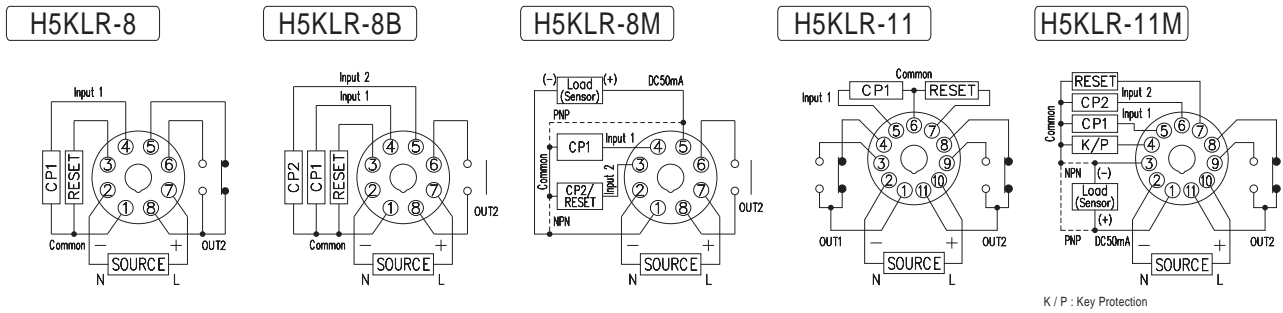 H5KLR-8
Input 1
CP1
RESET
4 5
3 6
2 7
1 8
Common
−
+
OUT2
SOURCE
N L
H5KLR-8B
Input 2
Input 1
CP2
CP1
RESET
4 5
3 6
2 7
1 8
Common
−
+
OUT2
SOURCE
N L
H5KLR-8M
(-)
Load
(Sensor)
(+)
DC50mA
PNP
CP1
Input 1
Common
CP2/
RESET
Input 2
NPN
4 5
3 6
2 7
1 8
−
+
OUT2
SOURCE
N L
H5KLR-11
Common
Input 1
CP1
RESET
5 6 7
4 8
3 9
2 10
1 11
OUT1
−
+
OUT2
SOURCE
N L
H5KLR-11M
RESET
CP2
Input 2
CP1
Input 1
K/P
Common
NPN
(-)
Load
(Sensor)
(+)
PNP
DC50mA
5 6 7
4 8
3 9
2 10
1 11
−
+
OUT2
SOURCE
N L
K / P : Key Protection